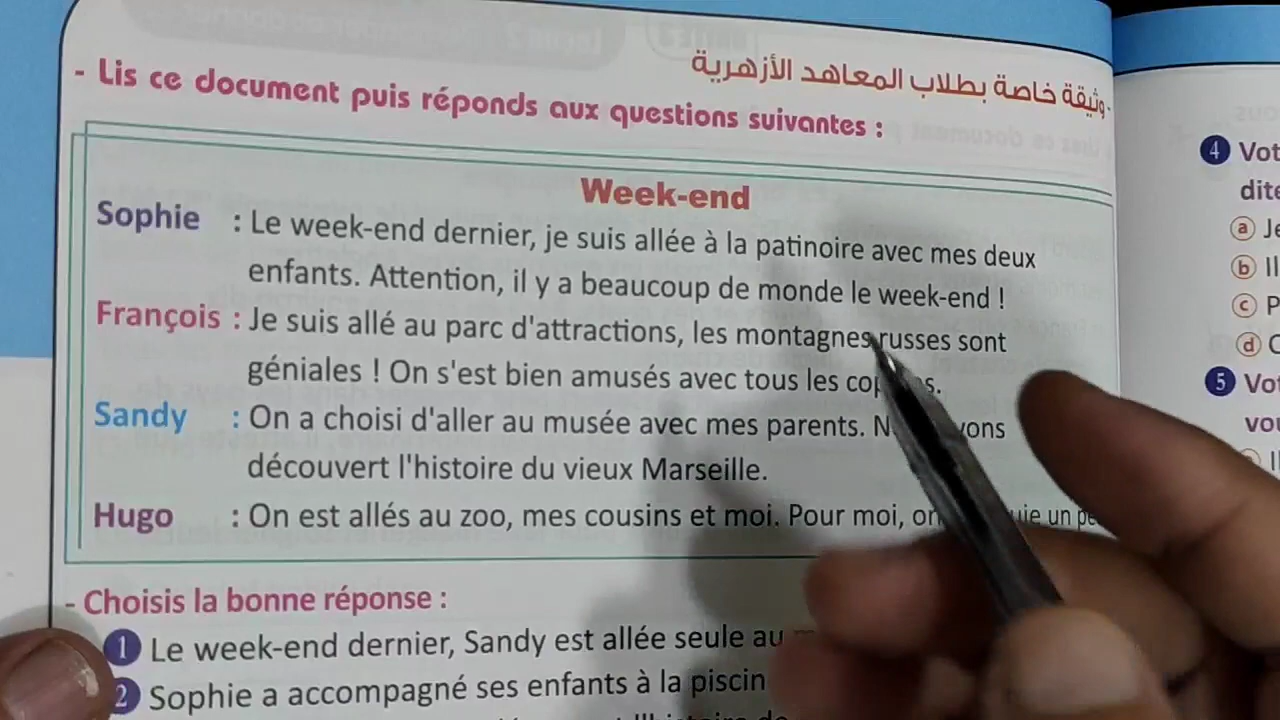 وثيقة خاصة بطلاب المعاهد الأزهرية
- Lis ce document puis réponds aux questions suivantes :
Week-end
Sophie : Le week-end dernier, je suis allée à la patinoire avec mes deux
enfants. Attention, il y a beaucoup de monde le week-end !
François : Je suis allé au parc d'attractions, les montagnes russes sont
géniales ! On s'est bien amusés avec tous les
Sandy : On a choisi d'aller au musée avec mes parents.
découvert l'histoire du vieux Marseille.
Hugo : On est allés au zoo, mes cousins et moi. Pour moi, on un
- Choisis la bonne réponse :
1 Le week-end dernier, Sandy est allée seule au
2 Sophie a accompagné ses enfants à la
4
a
b
c
d
5